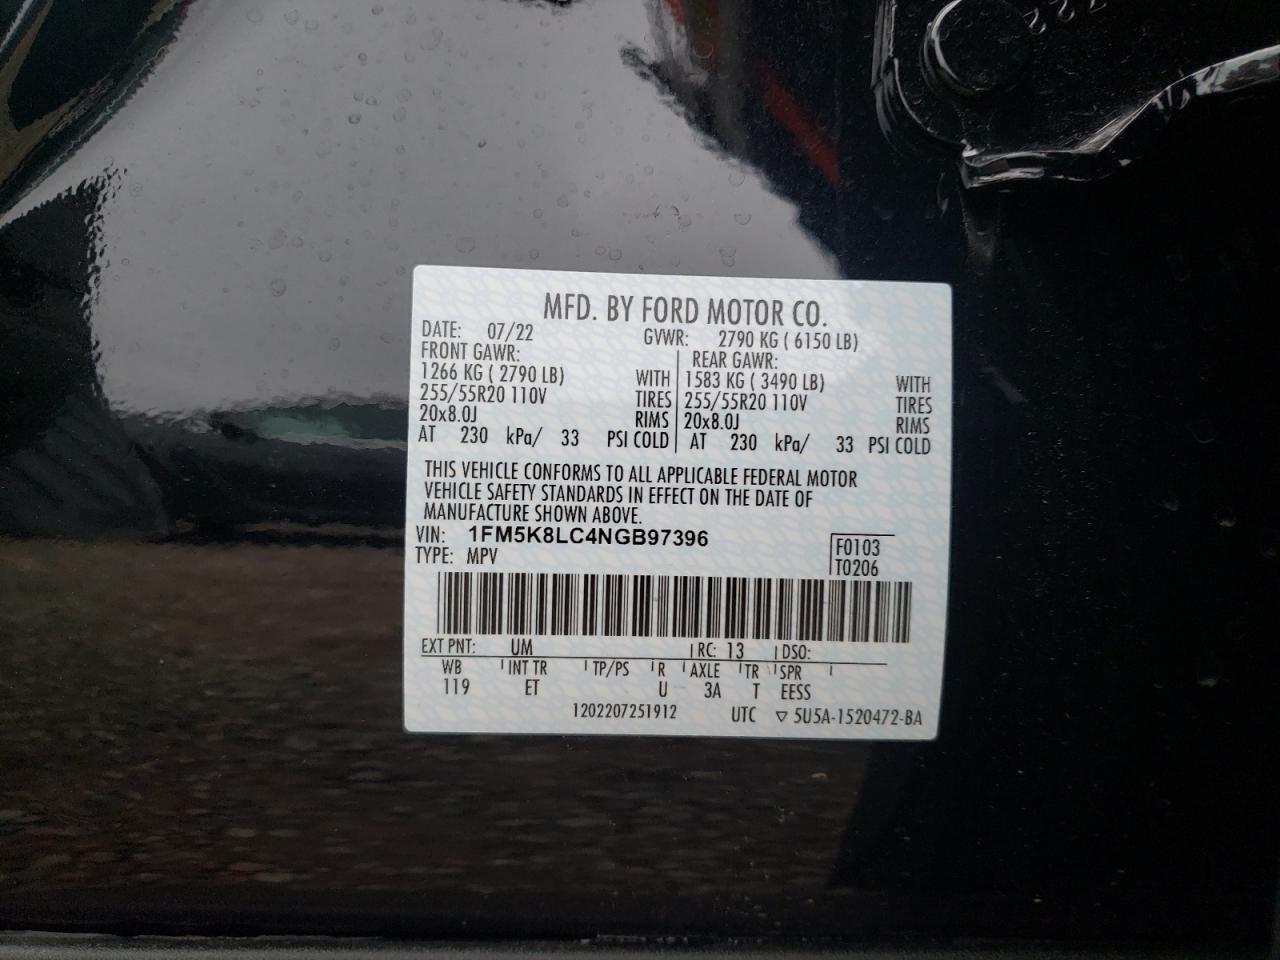 722
MFD. BY FORD MOTOR CO.
DATE: 07/22 GVWR: 2790 KG ( 6150 LB)
FRONT GAWR: REAR GAWR:
1266 KG ( 2790 LB) WITH 1583 KG ( 3490 LB) WITH
255/55R20 110V TIRES 255/55R20 110V TIRES
20x8.0J RIMS 20x8.0J RIMS
AT 230 kPa/ 33 PSI COLD AT 230 kPa/ 33 PSI COLD
THIS VEHICLE CONFORMS TO ALL APPLICABLE FEDERAL MOTOR
VEHICLE SAFETY STANDARDS IN EFFECT ON THE DATE OF
MANUFACTURE SHOWN ABOVE.
VIN: 1FM5K8LC4NGB97396 F0103
TYPE: MPV T0206
EXT PNT: UM RC: 13 DSO:
WB INT TR TP/PS R AXLE TR SPR
119 ET U 3A T EESS
1202207251912 UTC ▽ 5U5A-1520472-BA